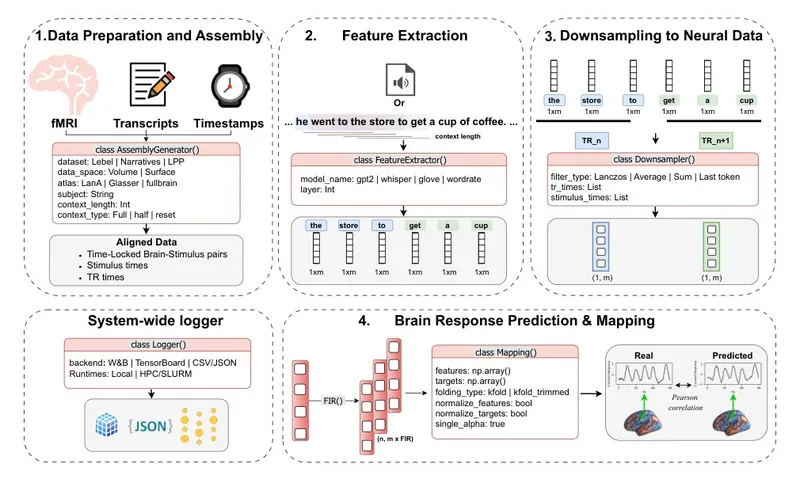 1.Data Preparation and Assembly
fMRI
Transcripts
Timestamps
class AssemblyGenerator()
dataset: Lebel | Narratives | LPP
data_space: Volume | Surface
atlas: LanA | Glasser | fullbrain
subject: String
context_length: Int
context_type: Full | half | reset
Aligned Data
• Time-Locked Brain-Stimulus pairs
• Stimulus times
• TR times
2. Feature Extraction
Or
... he went to the store to get a cup of coffee. ...
context length
class FeatureExtractor()
model_name: gpt2 | whisper | glove | wordrate
layer: Int
the store to get a cup
1xm 1xm 1xm 1xm 1xm 1xm
3. Downsampling to Neural Data
the store to get a cup
1xm 1xm 1xm 1xm 1xm 1xm
TR_n TR_n+1
class Downsampler()
filter_type: Lanczos | Average | Sum | Last token
tr_times: List
stimulus_times: List
(1, m) (1, m)
System-wide logger
class Logger()
backend: W&B | TensorBoard | CSV/JSON
Runtimes: Local | HPC/SLURM
{JSON}
4. Brain Response Prediction & Mapping
FIR()
(n, m x FIR)
class Mapping()
features: np.array()
targets: np.array()
folding_type: kfold | kfold_trimmed
normalize_features: bool
normalize_targets: bool
single_alpha: true
Real Predicted
Pearson
correlation